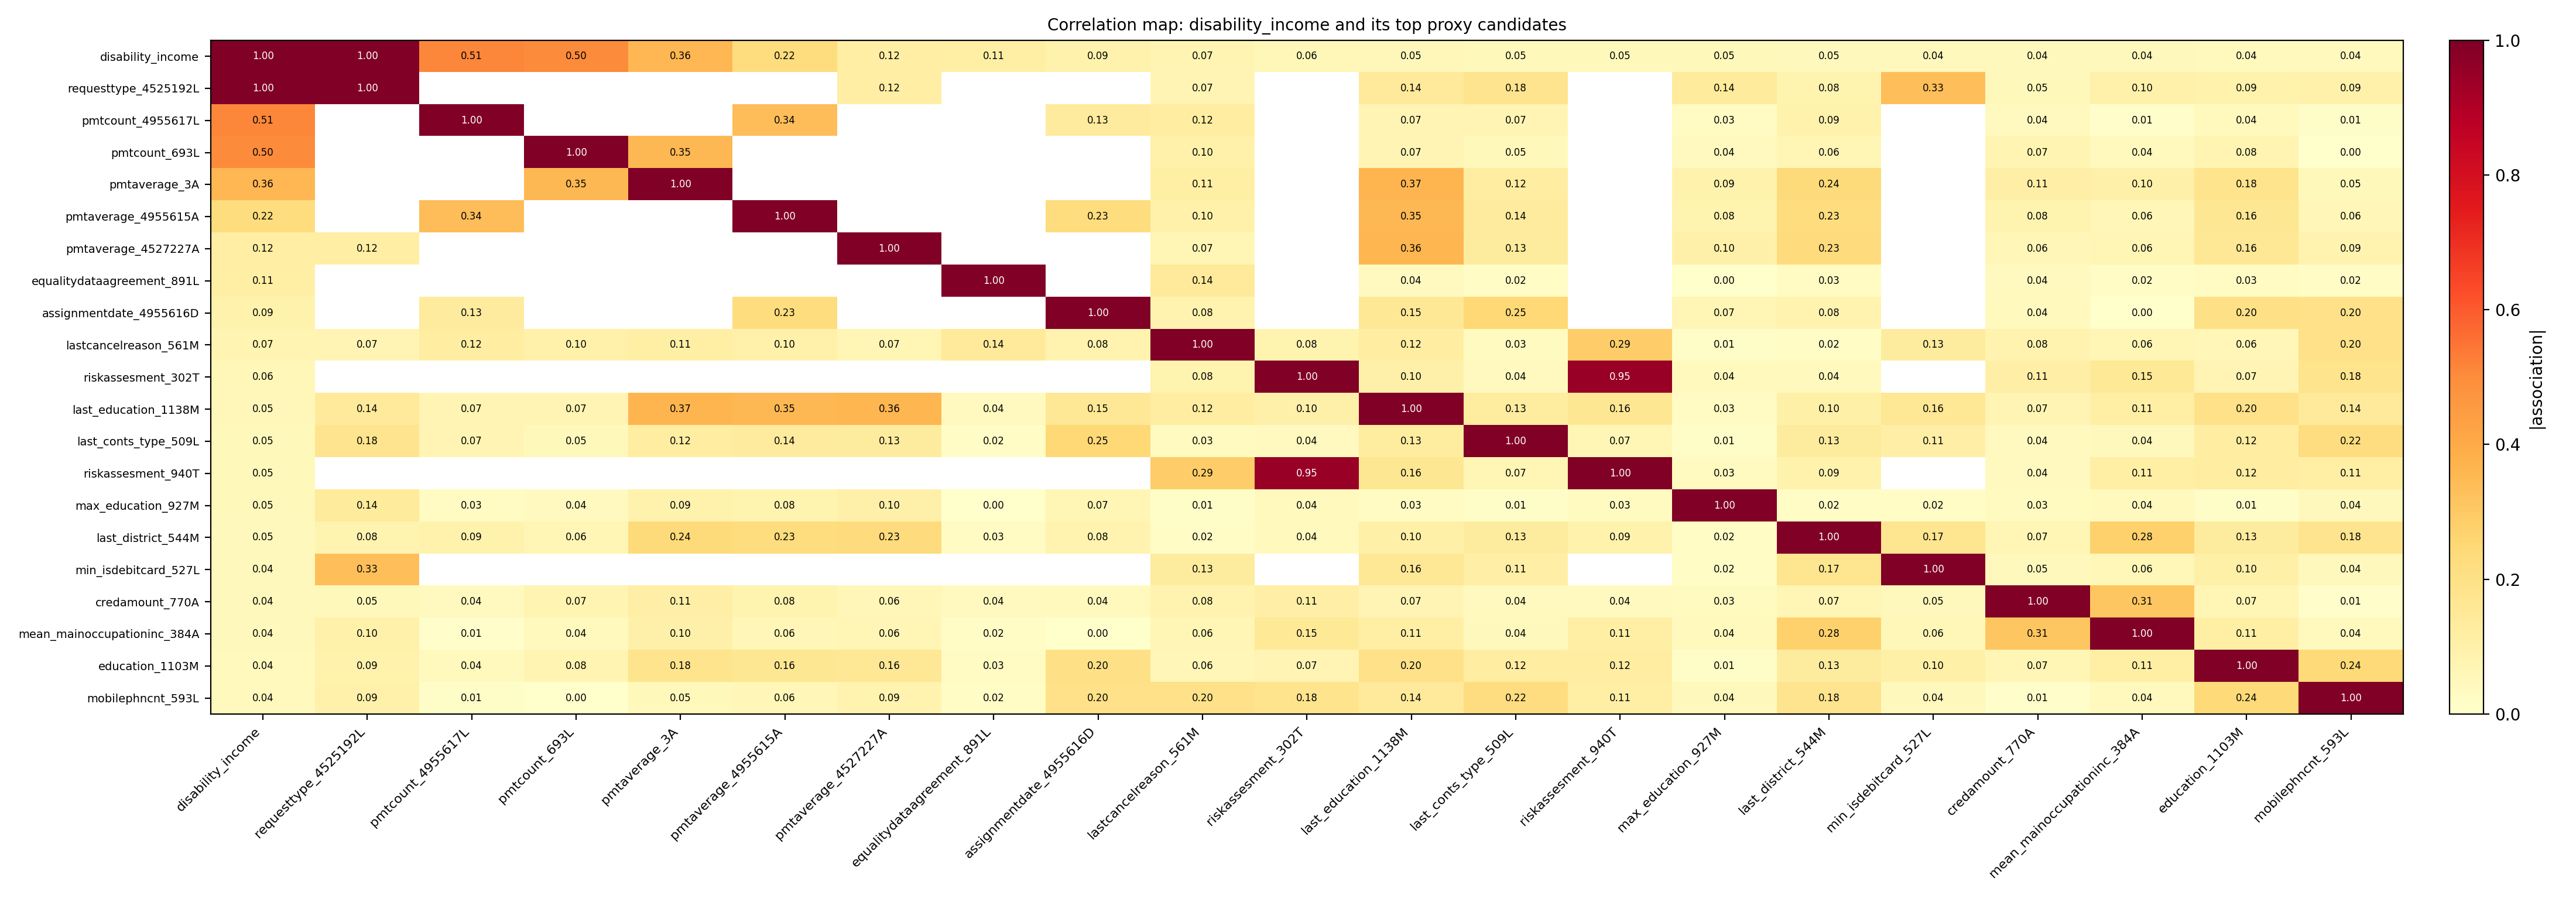 Correlation map: disability_income and its top proxy candidates
disability_income 1.00 1.00 0.51 0.50 0.36 0.22 0.12 0.11 0.09 0.07 0.06 0.05 0.05 0.05 0.05 0.05 0.04 0.04 0.04 0.04 0.04
requesttype_4525192L 1.00 1.00 0.12 0.07 0.14 0.18 0.14 0.08 0.33 0.05 0.10 0.09 0.09
pmtcount_4955617L 0.51 1.00 0.34 0.13 0.12 0.07 0.07 0.03 0.09 0.04 0.01 0.04 0.01
pmtcount_693L 0.50 1.00 0.35 0.10 0.07 0.05 0.04 0.06 0.07 0.04 0.08 0.00
pmtaverage_3A 0.36 0.35 1.00 0.11 0.37 0.12 0.09 0.24 0.11 0.10 0.18 0.05
pmtaverage_4955615A 0.22 0.34 1.00 0.23 0.10 0.35 0.14 0.08 0.23 0.08 0.06 0.16 0.06
pmtaverage_4527227A 0.12 0.12 1.00 0.07 0.36 0.13 0.10 0.23 0.06 0.06 0.16 0.09
equalitydataagreement_891L 0.11 1.00 0.14 0.04 0.02 0.00 0.03 0.04 0.02 0.03 0.02
assignmentdate_4955616D 0.09 0.13 0.23 1.00 0.08 0.15 0.25 0.07 0.08 0.04 0.00 0.20 0.20
lastcancelreason_561M 0.07 0.07 0.12 0.10 0.11 0.10 0.07 0.14 0.08 1.00 0.08 0.12 0.03 0.29 0.01 0.02 0.13 0.08 0.06 0.06 0.20
riskassesment_302T 0.06 0.08 1.00 0.10 0.04 0.95 0.04 0.04 0.11 0.15 0.07 0.18
last_education_1138M 0.05 0.14 0.07 0.07 0.37 0.35 0.36 0.04 0.15 0.12 0.10 1.00 0.13 0.16 0.03 0.10 0.16 0.07 0.11 0.20 0.14
last_conts_type_509L 0.05 0.18 0.07 0.05 0.12 0.14 0.13 0.02 0.25 0.03 0.04 0.13 1.00 0.07 0.01 0.13 0.11 0.04 0.04 0.12 0.22
riskassesment_940T 0.05 0.29 0.95 0.16 0.07 1.00 0.03 0.09 0.04 0.11 0.12 0.11
max_education_927M 0.05 0.14 0.03 0.04 0.09 0.08 0.10 0.00 0.07 0.01 0.04 0.03 0.01 0.03 1.00 0.02 0.02 0.03 0.04 0.01 0.04
last_district_544M 0.05 0.08 0.09 0.06 0.24 0.23 0.23 0.03 0.08 0.02 0.04 0.10 0.13 0.09 0.02 1.00 0.17 0.07 0.28 0.13 0.18
min_isdebitcard_527L 0.04 0.33 0.13 0.16 0.11 0.02 0.17 1.00 0.05 0.06 0.10 0.04
credamount_770A 0.04 0.05 0.04 0.07 0.11 0.08 0.06 0.04 0.04 0.08 0.11 0.07 0.04 0.04 0.03 0.07 0.05 1.00 0.31 0.07 0.01
mean_mainoccupationinc_384A 0.04 0.10 0.01 0.04 0.10 0.06 0.06 0.02 0.00 0.06 0.15 0.11 0.04 0.11 0.04 0.28 0.06 0.31 1.00 0.11 0.04
education_1103M 0.04 0.09 0.04 0.08 0.18 0.16 0.16 0.03 0.20 0.06 0.07 0.20 0.12 0.12 0.01 0.13 0.10 0.07 0.11 1.00 0.24
mobilephncnt_593L 0.04 0.09 0.01 0.00 0.05 0.06 0.09 0.02 0.20 0.20 0.18 0.14 0.22 0.11 0.04 0.18 0.04 0.01 0.04 0.24 1.00
disability_income
requesttype_4525192L
pmtcount_4955617L
pmtcount_693L
pmtaverage_3A
pmtaverage_4955615A
pmtaverage_4527227A
equalitydataagreement_891L
assignmentdate_4955616D
lastcancelreason_561M
riskassesment_302T
last_education_1138M
last_conts_type_509L
riskassesment_940T
max_education_927M
last_district_544M
min_isdebitcard_527L
credamount_770A
mean_mainoccupationinc_384A
education_1103M
mobilephncnt_593L
1.0
0.8
0.6
0.4
0.2
0.0
|association|